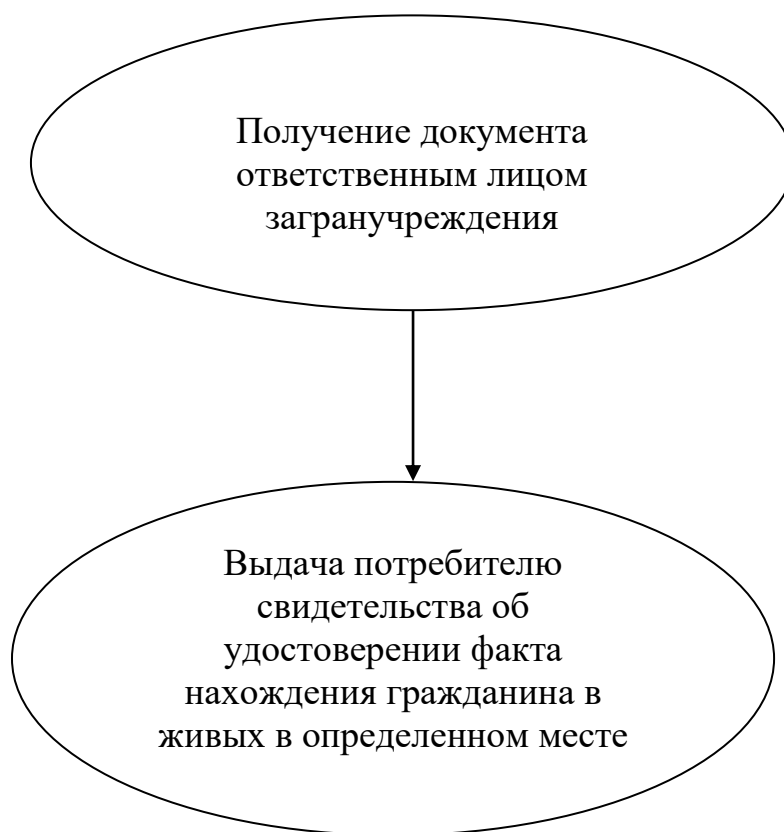 Получение документа
ответственным лицом
загранучреждения
Выдача потребителю
свидетельства об
удостоверении факта
нахождения гражданина в
живых в определенном месте